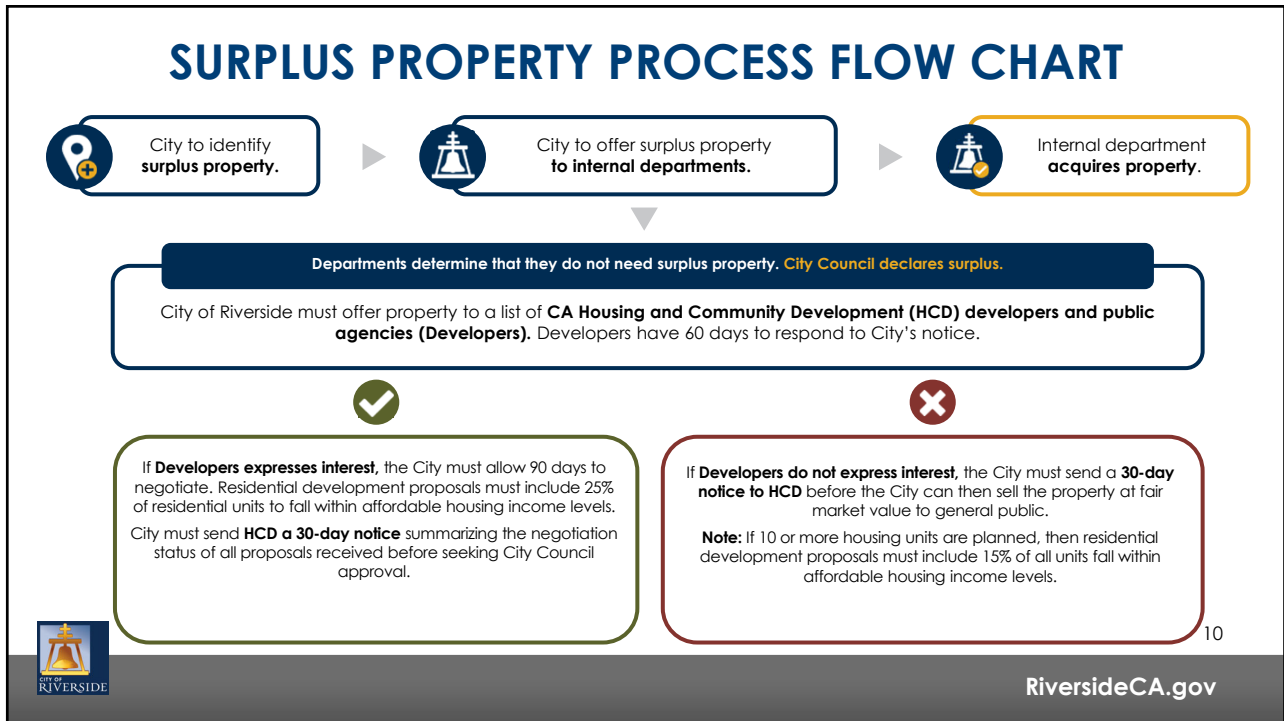 SURPLUS PROPERTY PROCESS FLOW CHART
City to identify
surplus property.
City to offer surplus property
to internal departments.
Internal department
acquires property.
Departments determine that they do not need surplus property. City Council declares surplus.
City of Riverside must offer property to a list of CA Housing and Community Development (HCD) developers and public
agencies (Developers). Developers have 60 days to respond to City’s notice.
If Developers expresses interest, the City must allow 90 days to
negotiate. Residential development proposals must include 25%
of residential units to fall within affordable housing income levels.
City must send HCD a 30-day notice summarizing the negotiation
status of all proposals received before seeking City Council
approval.
If Developers do not express interest, the City must send a 30-day
notice to HCD before the City can then sell the property at fair
market value to general public.
Note: If 10 or more housing units are planned, then residential
development proposals must include 15% of all units fall within
affordable housing income levels.
10
CITY OF
RIVERSIDE
RiversideCA.gov